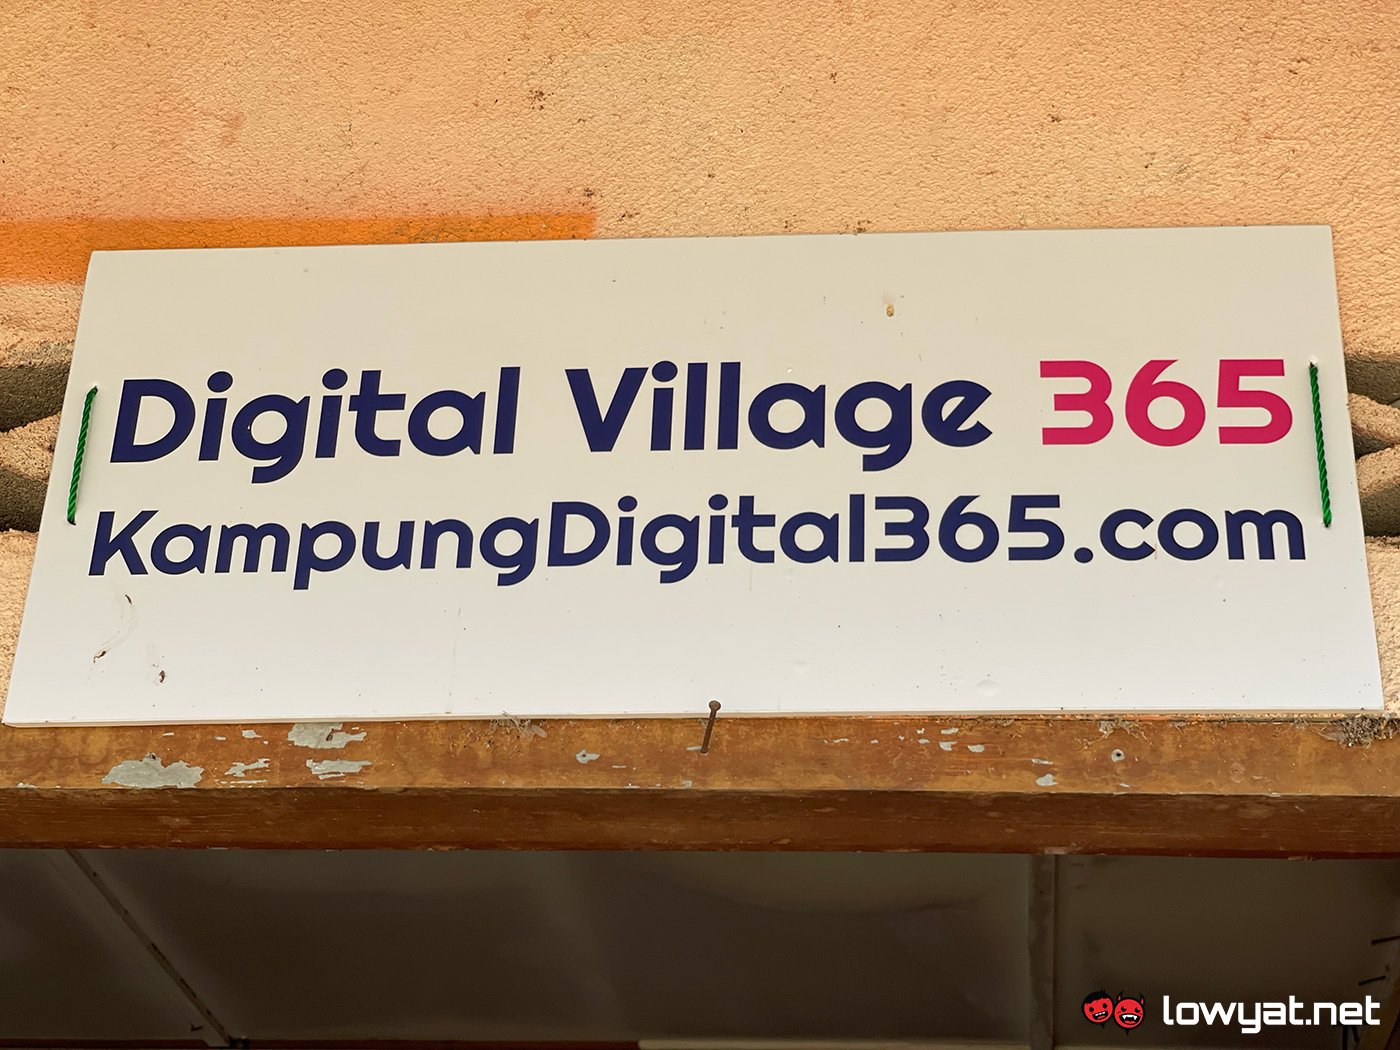 Digital Village 365
KampungDigital365.com
lowyat.net